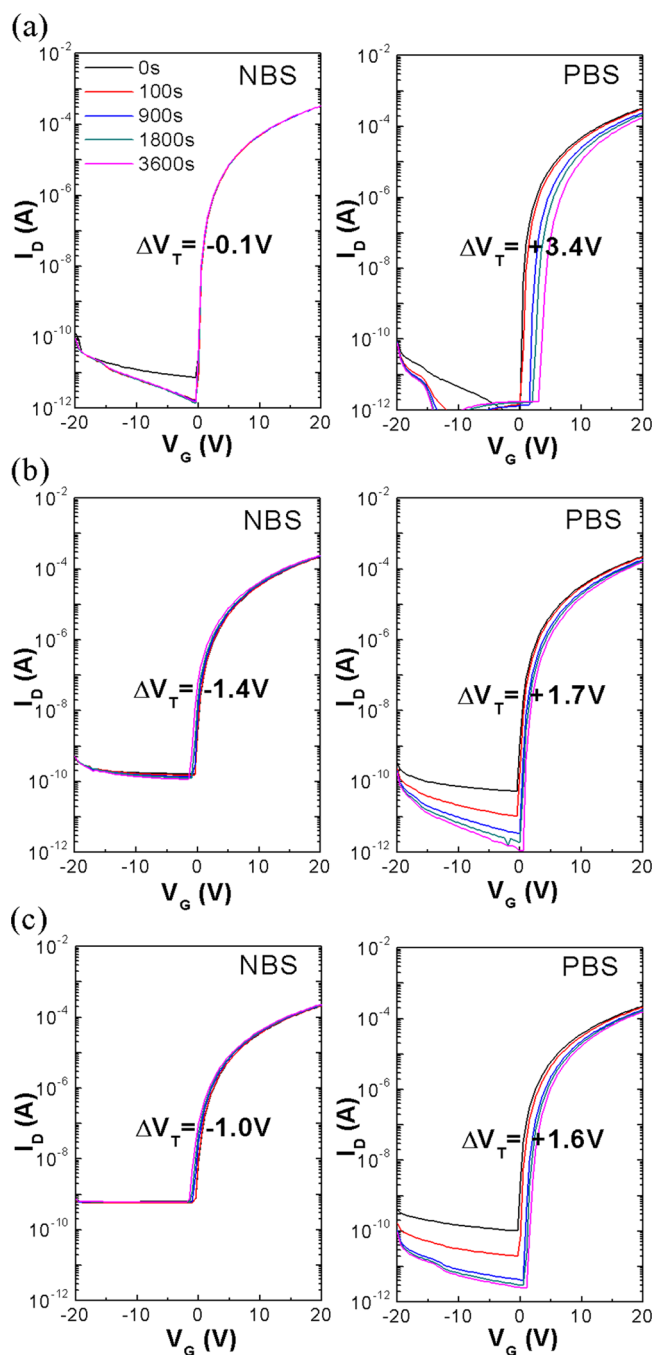 (a)
10^-2
10^-4
10^-6
10^-8
10^-10
10^-12
I_D (A)
0s
100s
900s
1800s
3600s
NBS
ΔV_T= -0.1V
-20 -10 0 10 20
V_G (V)
10^-2
10^-4
10^-6
10^-8
10^-10
10^-12
I_D (A)
PBS
ΔV_T= +3.4V
-20 -10 0 10 20
V_G (V)
(b)
10^-2
10^-4
10^-6
10^-8
10^-10
10^-12
I_D (A)
NBS
ΔV_T= -1.4V
-20 -10 0 10 20
V_G (V)
10^-2
10^-4
10^-6
10^-8
10^-10
10^-12
I_D (A)
PBS
ΔV_T= +1.7V
-20 -10 0 10 20
V_G (V)
(c)
10^-2
10^-4
10^-6
10^-8
10^-10
10^-12
I_D (A)
NBS
ΔV_T= -1.0V
-20 -10 0 10 20
V_G (V)
10^-2
10^-4
10^-6
10^-8
10^-10
10^-12
I_D (A)
PBS
ΔV_T= +1.6V
-20 -10 0 10 20
V_G (V)